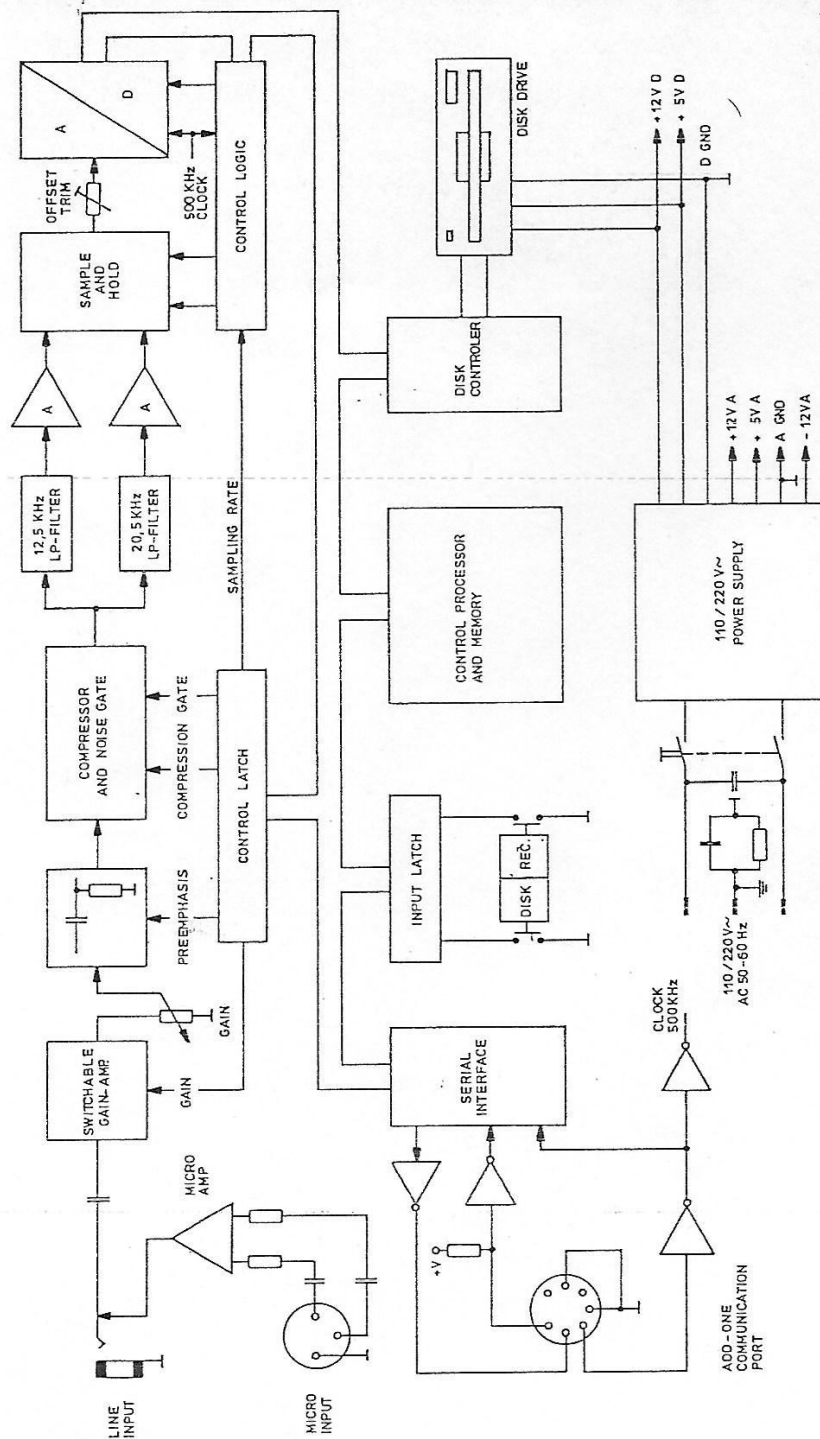 LINE
INPUT
MICRO
INPUT
MICRO
AMP
SWITCHABLE
GAIN-AMP.
GAIN
GAIN
PREEMPHASIS
COMPRESSOR
AND NOISE GATE
COMPRESSION GATE
CONTROL LATCH
12,5 KHz
LP-FILTER
20,5 KHz
LP-FILTER
A
A
SAMPLING RATE
SAMPLE
AND
HOLD
OFFSET
TRIM
A
D
500 KHz
CLOCK
CONTROL LOGIC
ADD-ONE
COMMUNICATION
PORT
+V
SERIAL
INTERFACE
CLOCK
500KHz
INPUT LATCH
DISK
REC.
CONTROL PROCESSOR
AND MEMORY
DISK
CONTROLER
DISK DRIVE
110/220V~
AC 50-60 Hz
110/220 V~
POWER SUPPLY
+12V D
+ 5V D
D GND
+12V A
+ 5V A
A GND
- 12V A